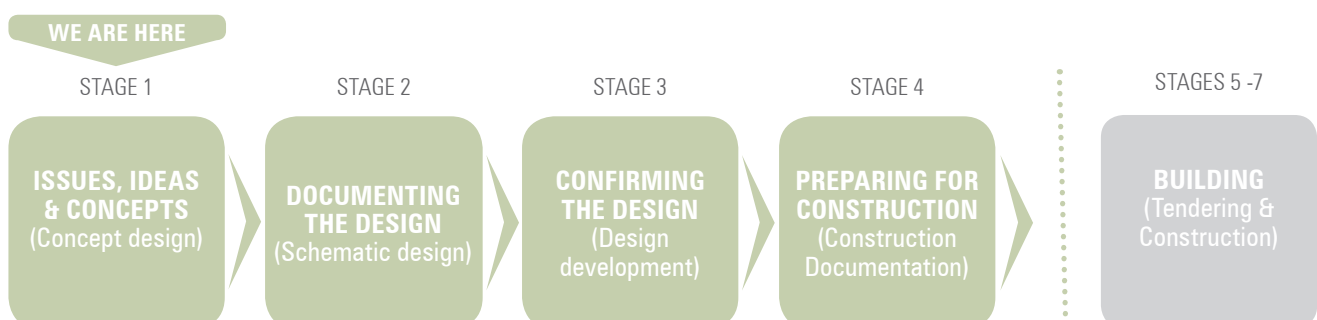 WE ARE HERE
STAGE 1
STAGE 2
STAGE 3
STAGE 4
STAGES 5 -7
ISSUES, IDEAS
& CONCEPTS
(Concept design)
DOCUMENTING
THE DESIGN
(Schematic design)
CONFIRMING
THE DESIGN
(Design
development)
PREPARING FOR
CONSTRUCTION
(Construction
Documentation)
BUILDING
(Tendering &
Construction)